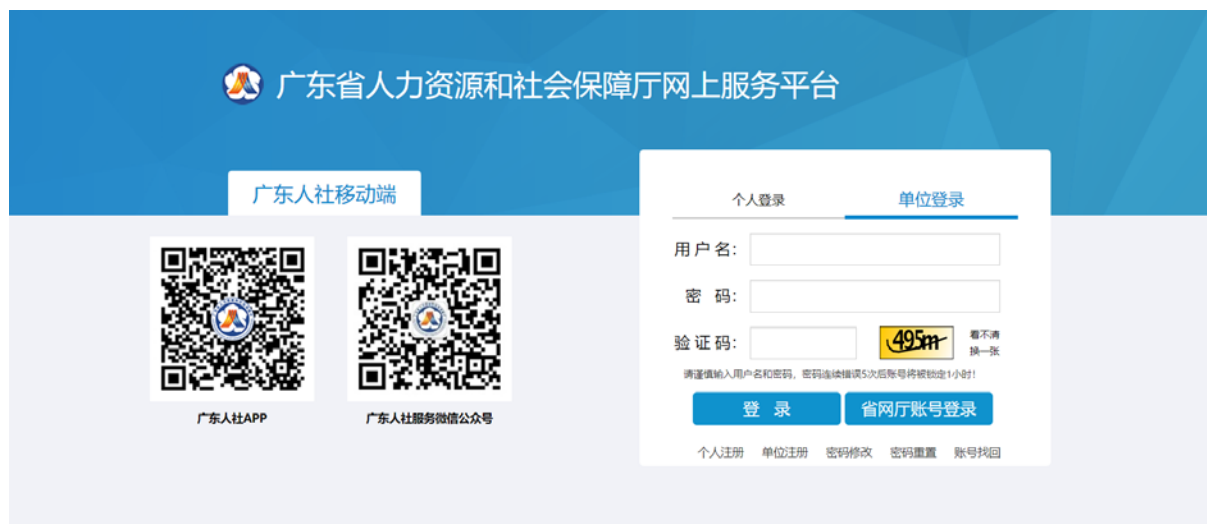 广东省人力资源和社会保障厅网上服务平台
广东人社移动端
广东人社APP
广东人社服务微信公众号
个人登录 单位登录
用户名:
密 码:
验证码: 495m 看不清
换一张
请谨慎输入用户名和密码，密码连续错误5次后账号将被锁定1小时!
登 录 省网厅账号登录
个人注册 单位注册 密码修改 密码重置 账号找回